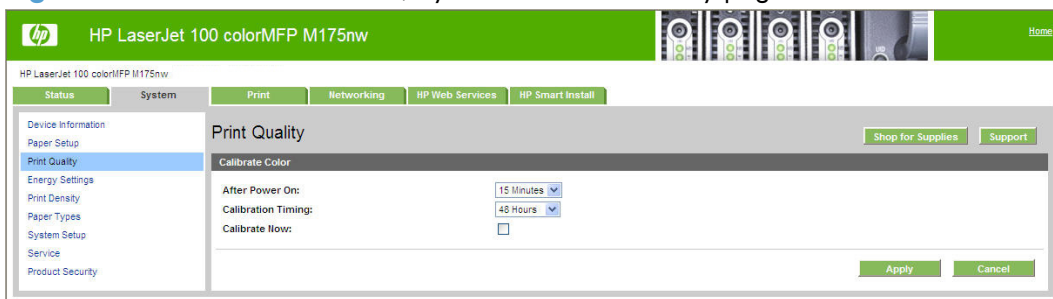 hp HP LaserJet 100 colorMFP M175nw
Home
HP LaserJet 100 colorMFP M175nw
Status System Print Networking HP Web Services HP Smart Install
Device Information
Paper Setup
Print Quality
Energy Settings
Print Density
Paper Types
System Setup
Service
Product Security
Print Quality
Shop for Supplies Support
Calibrate Color
After Power On: 15 Minutes
Calibration Timing: 48 Hours
Calibrate Now:
Apply Cancel